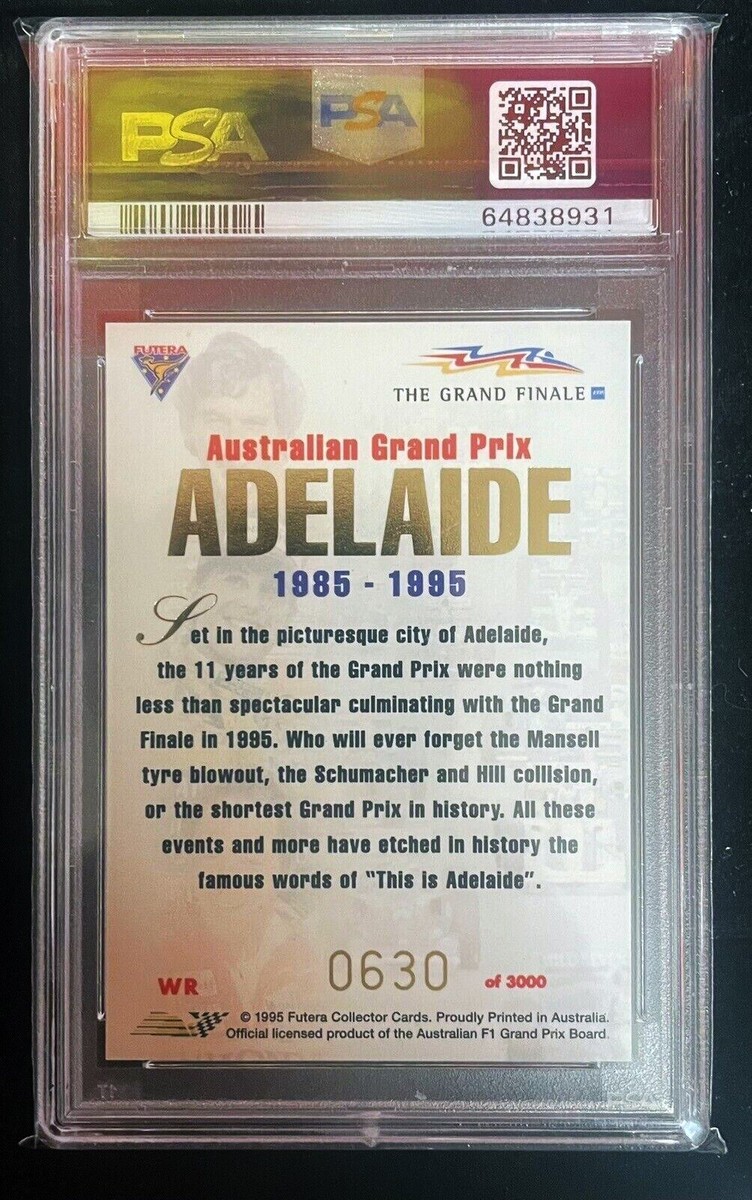 PSA PSA
64838931
FUTERA
THE GRAND FINALE
Australian Grand Prix
ADELAIDE
1985 - 1995
Set in the picturesque city of Adelaide,
the 11 years of the Grand Prix were nothing
less than spectacular culminating with the Grand
Finale in 1995. Who will ever forget the Mansell
tyre blowout, the Schumacher and Hill collision,
or the shortest Grand Prix in history. All these
events and more have etched in history the
famous words of "This is Adelaide".
WR 0630 of 3000
© 1995 Futera Collector Cards. Proudly Printed in Australia.
Official licensed product of the Australian F1 Grand Prix Board.
PSA